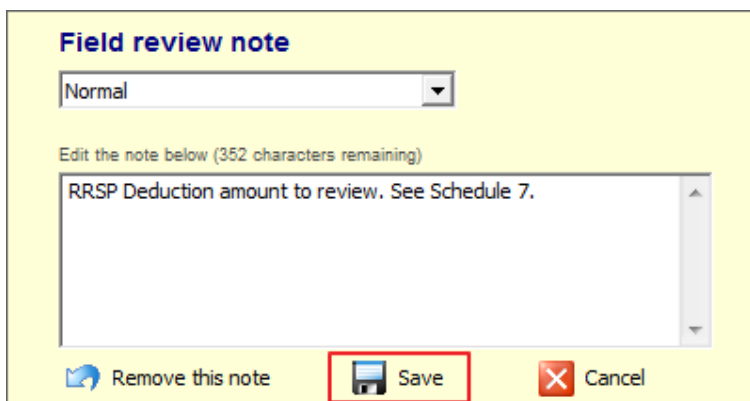 Field review note
Normal
Edit the note below (352 characters remaining)
RRSP Deduction amount to review. See Schedule 7.
Remove this note Save Cancel